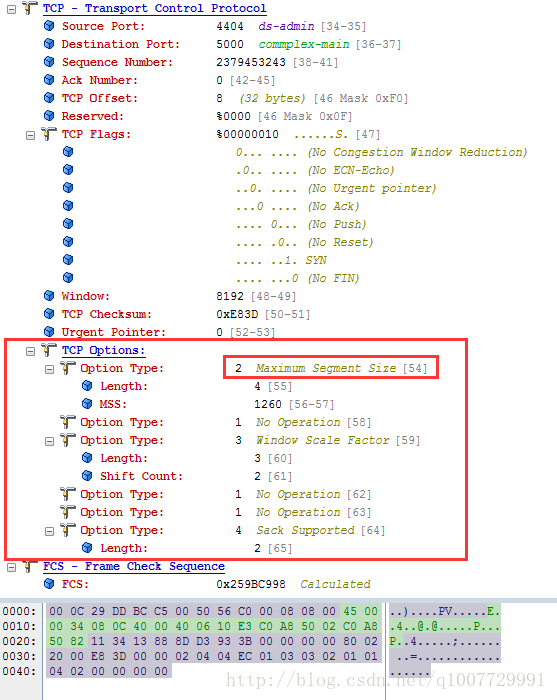 TCP - Transport Control Protocol
Source Port: 4404 ds-admin [34-35]
Destination Port: 5000 commplex-main [36-37]
Sequence Number: 2379453243 [38-41]
Ack Number: 0 [42-45]
TCP Offset: 8 (32 bytes) [46 Mask 0xF0]
Reserved: %0000 [46 Mask 0x0F]
TCP Flags: %00000010 ......S. [47]
0... .... (No Congestion Window Reduction)
.0.. .... (No ECN-Echo)
..0. .... (No Urgent pointer)
...0 .... (No Ack)
.... 0... (No Push)
.... .0.. (No Reset)
.... ..1. SYN
.... ...0 (No FIN)
Window: 8192 [48-49]
TCP Checksum: 0xE83D [50-51]
Urgent Pointer: 0 [52-53]
TCP Options:
Option Type: 2 Maximum Segment Size [54]
Length: 4 [55]
MSS: 1260 [56-57]
Option Type: 1 No Operation [58]
Option Type: 3 Window Scale Factor [59]
Length: 3 [60]
Shift Count: 2 [61]
Option Type: 1 No Operation [62]
Option Type: 1 No Operation [63]
Option Type: 4 Sack Supported [64]
Length: 2 [65]
FCS - Frame Check Sequence
FCS: 0x259BC998 Calculated
0000: 00 0C 29 DD BC C5 00 50 56 C0 00 08 08 00 45 00 ..)....PV.....E.
0010: 00 34 08 0C 40 00 40 06 10 E3 C0 A8 50 02 C0 A8 .4..@.@.....P...
0020: 50 82 11 34 13 88 8D D3 93 3B 00 00 00 00 80 02 P..4.....;......
0030: 20 00 E8 3D 00 00 02 04 04 EC 01 03 03 02 01 01 ..=............
0040: 04 02 00 00 00 00 ......
http://blog.csdn.net/q1007729991